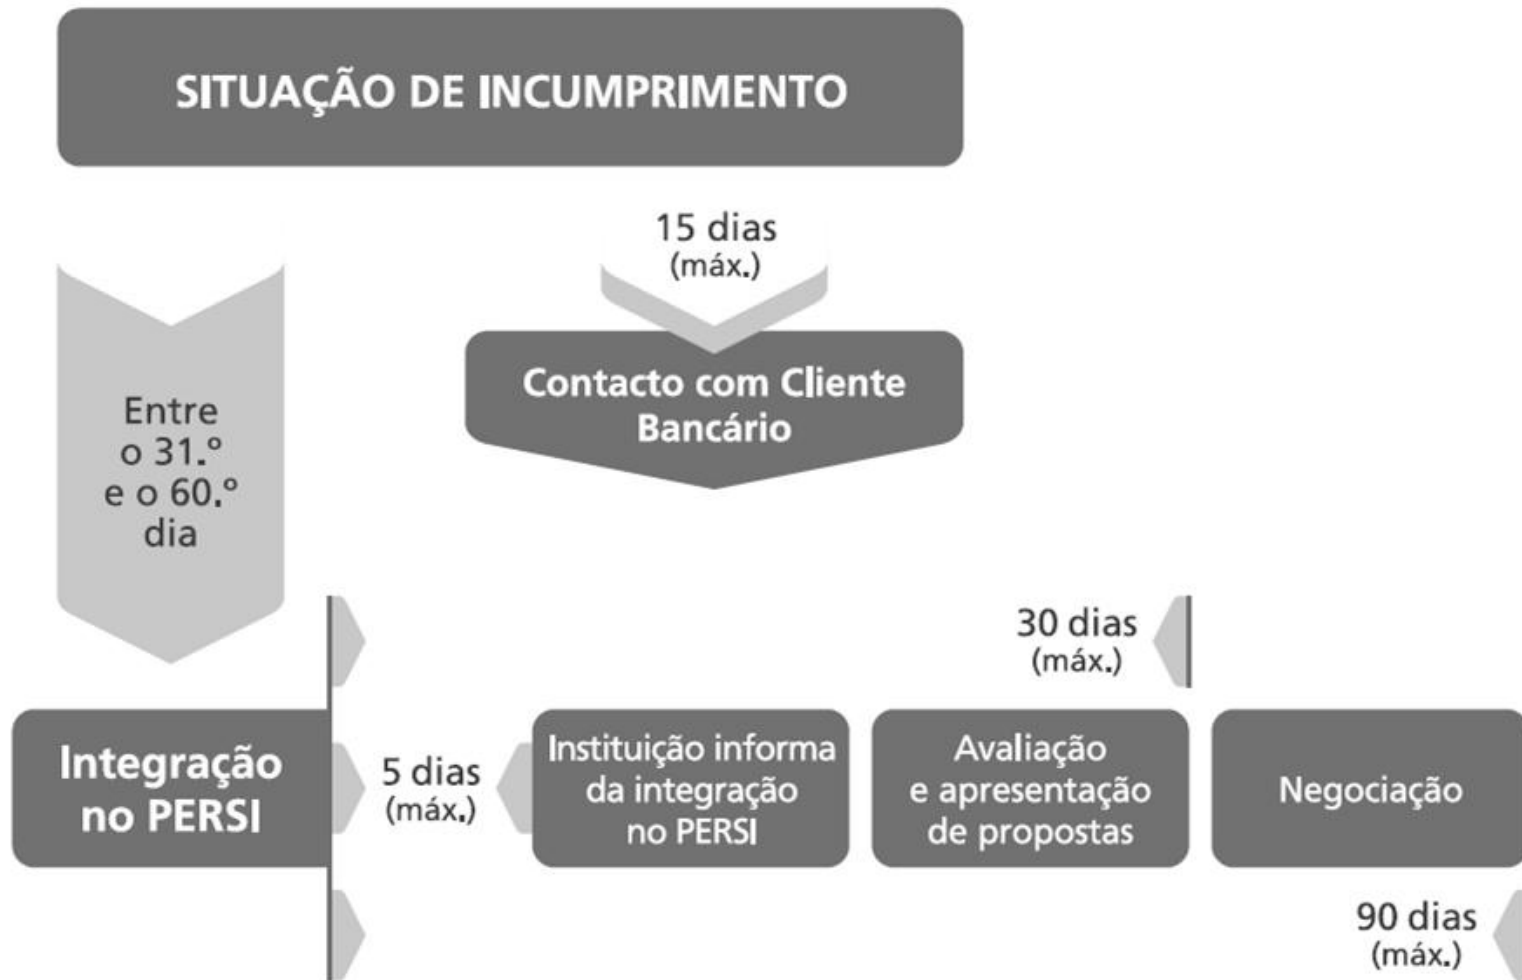 SITUAÇÃO DE INCUMPRIMENTO
15 dias
(máx.)
Contacto com Cliente
Bancário
Entre
o 31.º
e o 60.º
dia
30 dias
(máx.)
Integração
no PERSI
5 dias
(máx.)
Instituição informa
da integração
no PERSI
Avaliação
e apresentação
de propostas
Negociação
90 dias
(máx.)